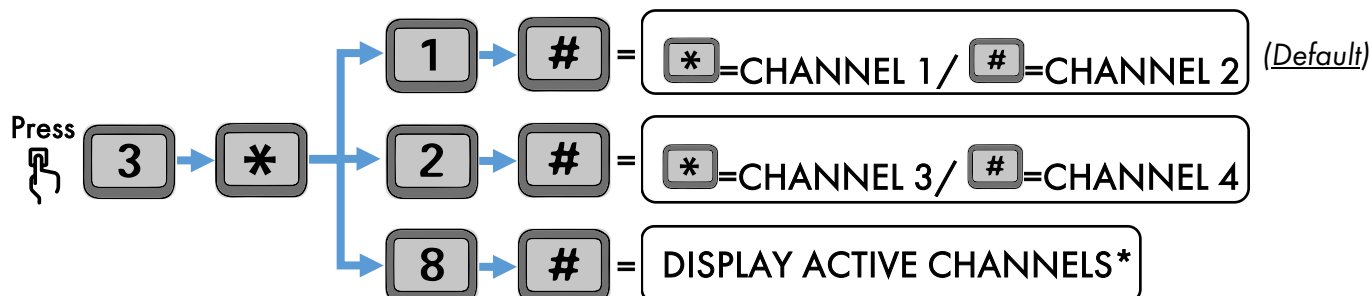 1 # = * =CHANNEL 1/ # =CHANNEL 2 (Default)
Press
3 * 2 # = * =CHANNEL 3/ # =CHANNEL 4
8 # = DISPLAY ACTIVE CHANNELS*